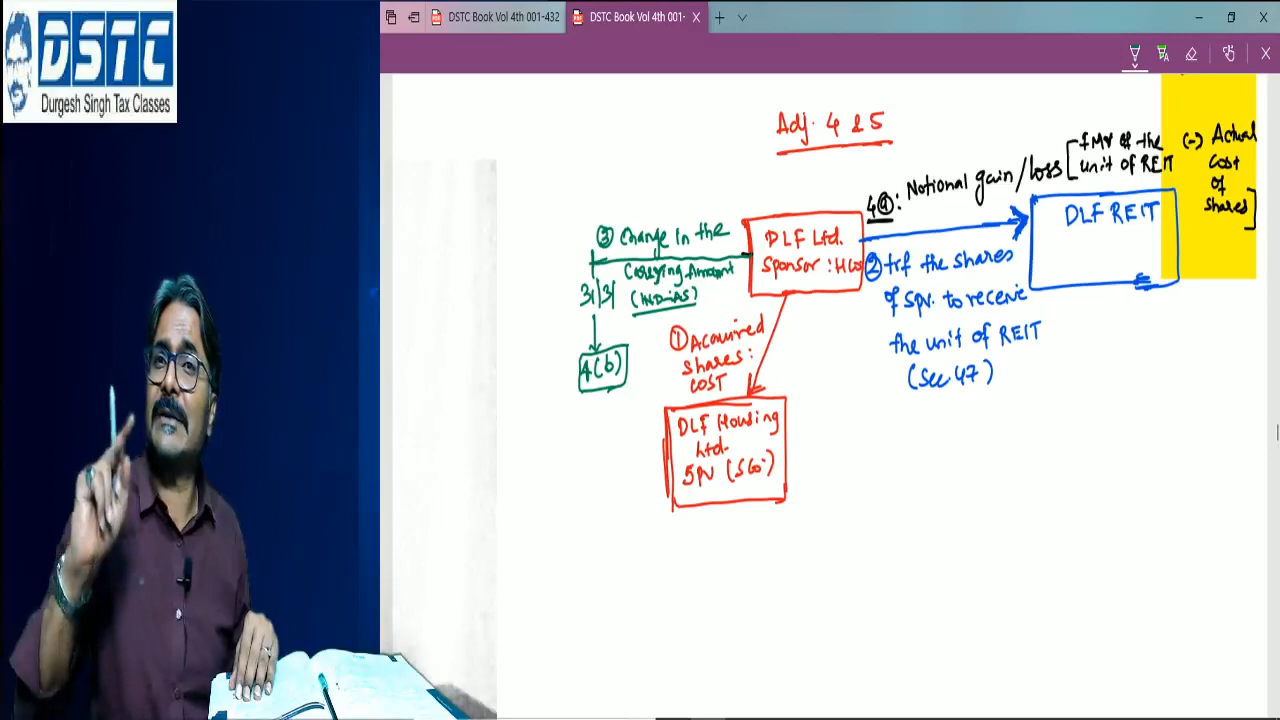 DSTC
Durgesh Singh Tax Classes
DSTC Book Vol 4th 001-432
DSTC Book Vol 4th 001-
Adj. 4 & 5
4ⓐ: Notional gain/loss
FMV of the
unit of REIT
(-) Actual
cost
of
shares
③ Change in the
Carrying Amount
(IND-AS)
31/3/
4(b)
DLF Ltd.
Sponsor : HCo
② trf the shares
of SPV. to receive
the unit of REIT
(Sec 47)
DLF REIT
① Acquired
shares:
COST
DLF Housing
Ltd.
SPV (SCo.)